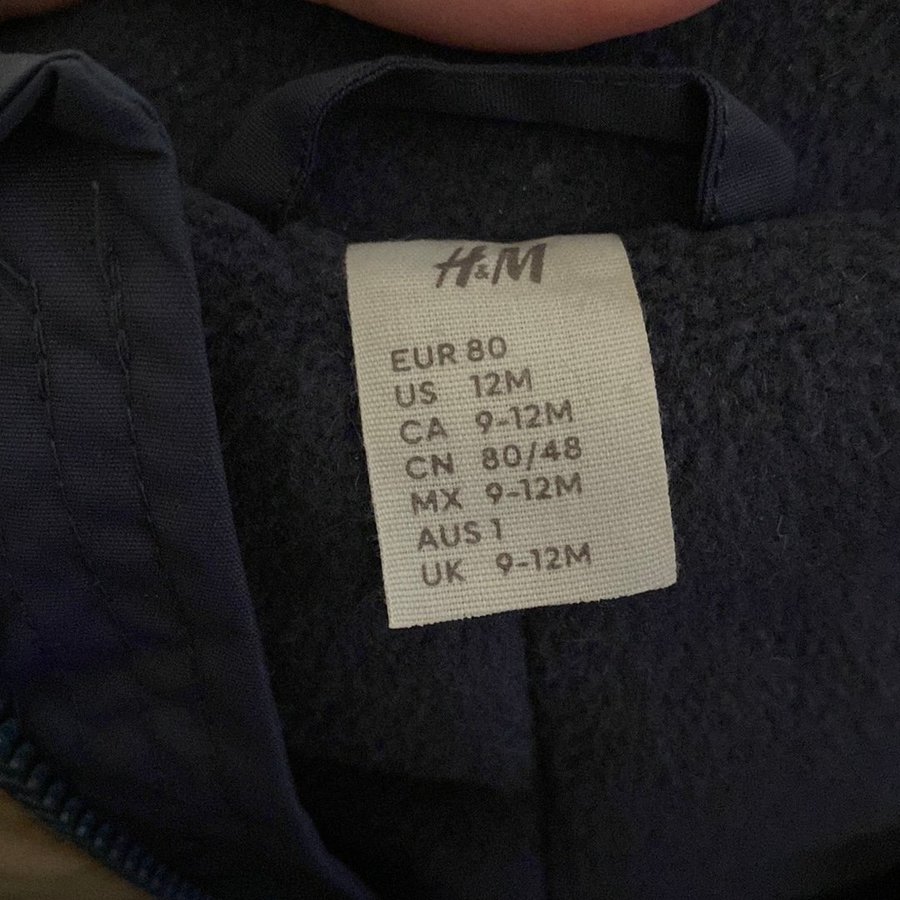 H&M
EUR 80
US 12M
CA 9-12M
CN 80/48
MX 9-12M
AUS 1
UK 9-12M